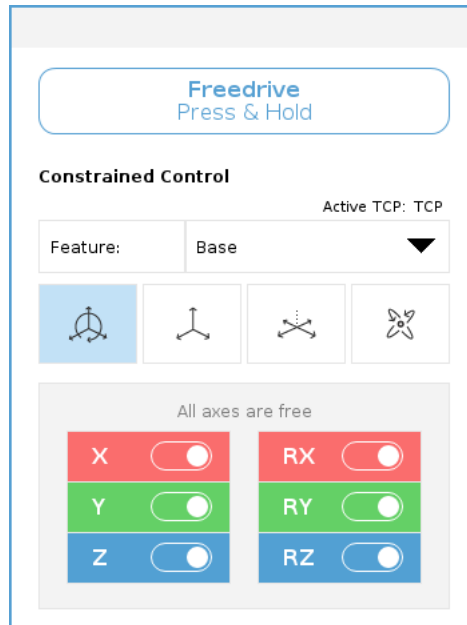 Freedrive
Press & Hold
Constrained Control
Active TCP: TCP
Feature: Base
All axes are free
X RX
Y RY
Z RZ